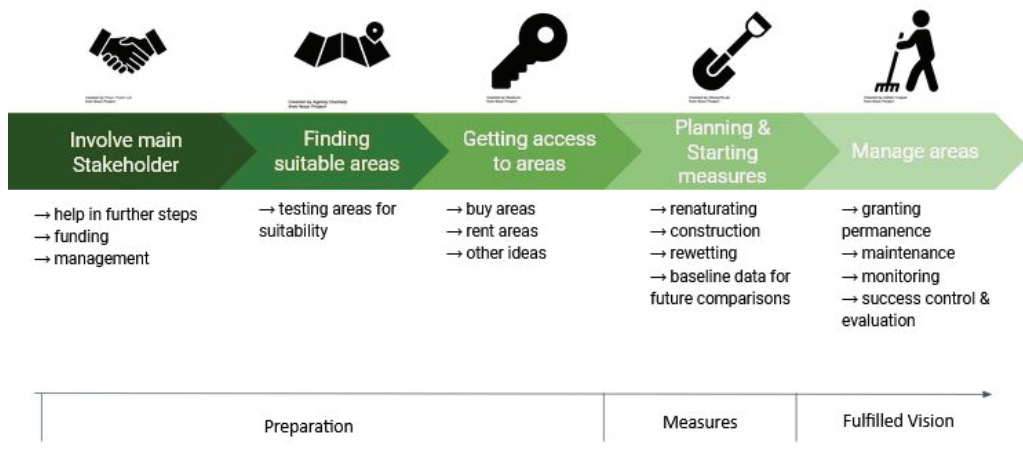 Involve main
Stakeholder
Finding
suitable areas
Getting access
to areas
Planning &
Starting
measures
Manage areas
→ help in further steps
→ funding
→ management
→ testing areas for
suitability
→ buy areas
→ rent areas
→ other ideas
→ renaturating
→ construction
→ rewetting
→ baseline data for
future comparisons
→ granting
permanence
→ maintenance
→ monitoring
→ success control &
evaluation
Preparation
Measures
Fulfilled Vision